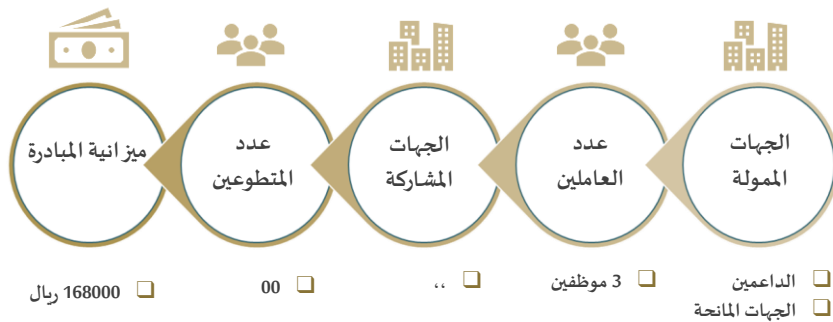 الجهات
الممولة
عدد
العاملين
الجهات
المشاركة
عدد
المتطوعين
ميزانية المبادرة
الداعمين
الجهات المانحة
3 موظفين
،،
00
168000 ريال